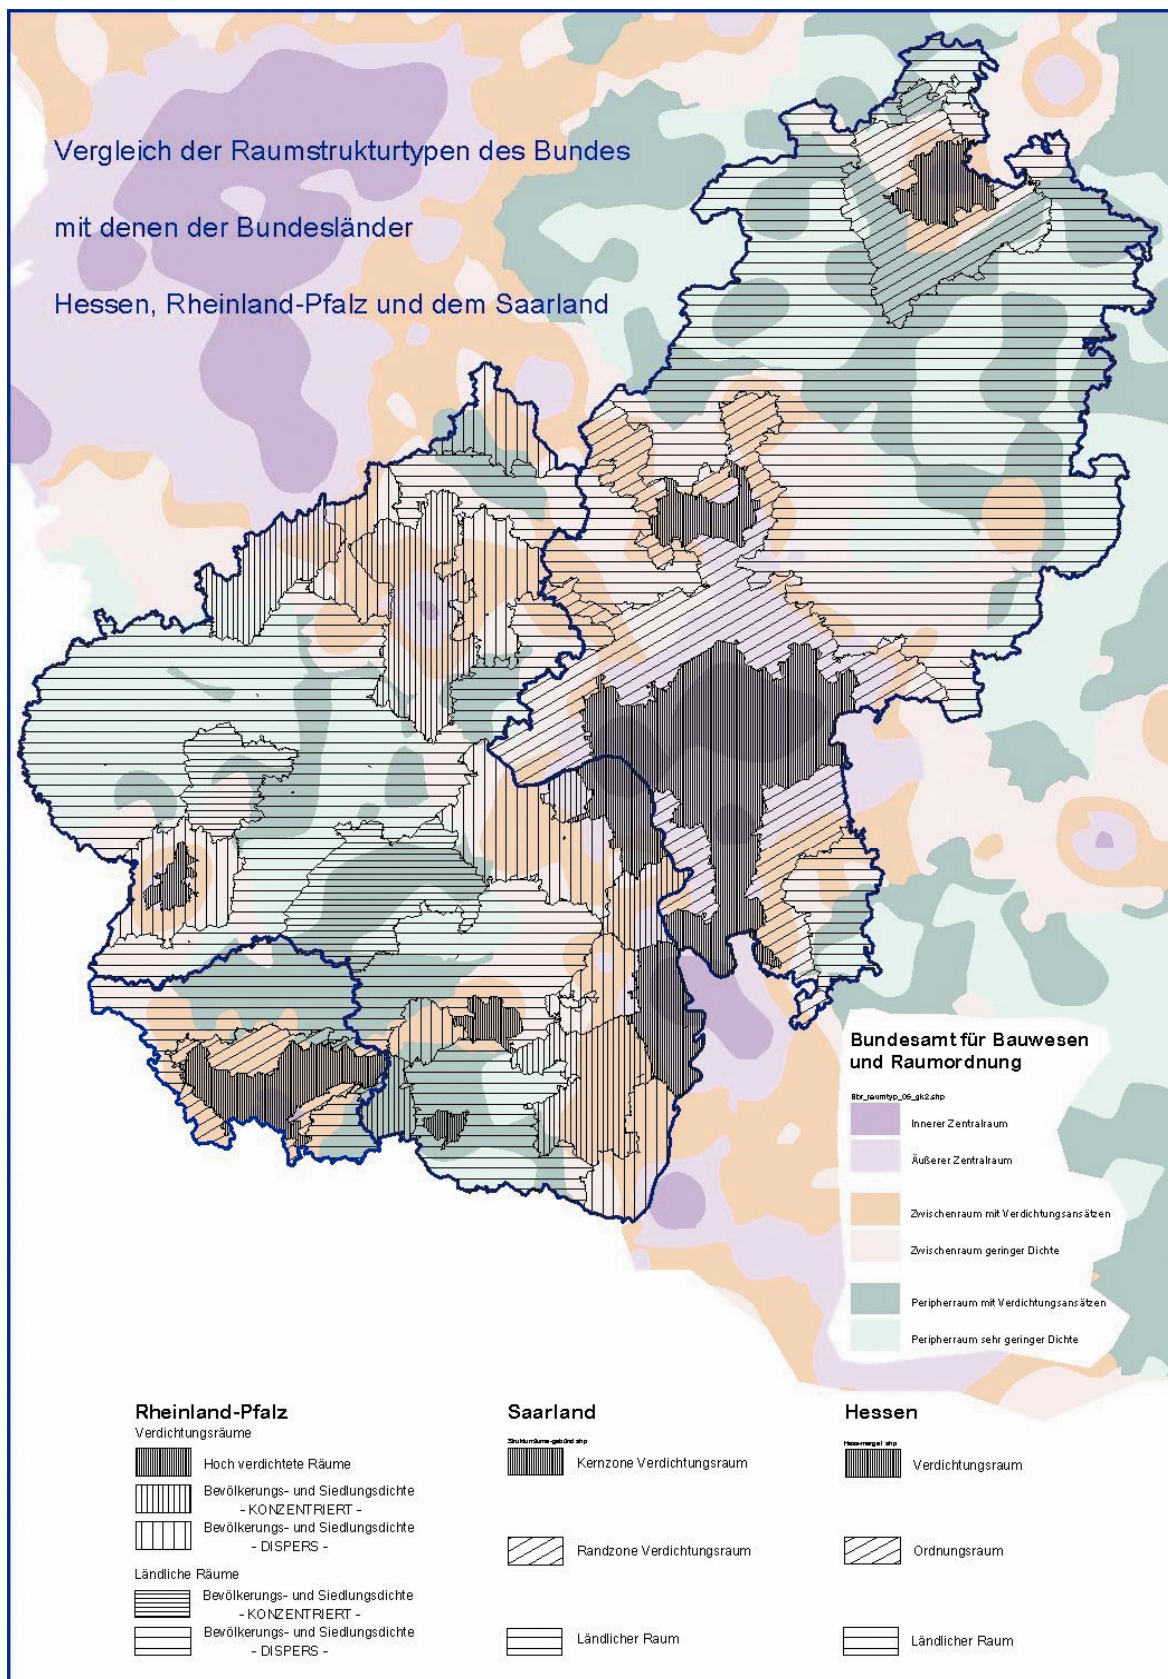 Vergleich der Raumstrukturtypen des Bundes
mit denen der Bundesländer
Hessen, Rheinland-Pfalz und dem Saarland
Bundesamt für Bauwesen
und Raumordnung
Bbr_raumtyp_05_gk2.shp
Innerer Zentralraum
Äußerer Zentralraum
Zwischenraum mit Verdichtungsansätzen
Zwischenraum geringer Dichte
Peripherraum mit Verdichtungsansätzen
Peripherraum sehr geringer Dichte
Rheinland-Pfalz
Verdichtungsräume
Hoch verdichtete Räume
Bevölkerungs- und Siedlungsdichte
- KONZENTRIERT -
Bevölkerungs- und Siedlungsdichte
- DISPERS -
Ländliche Räume
Bevölkerungs- und Siedlungsdichte
- KONZENTRIERT -
Bevölkerungs- und Siedlungsdichte
- DISPERS -
Saarland
Kernzone Verdichtungsraum
Randzone Verdichtungsraum
Ländlicher Raum
Hessen
Verdichtungsraum
Ordnungsraum
Ländlicher Raum